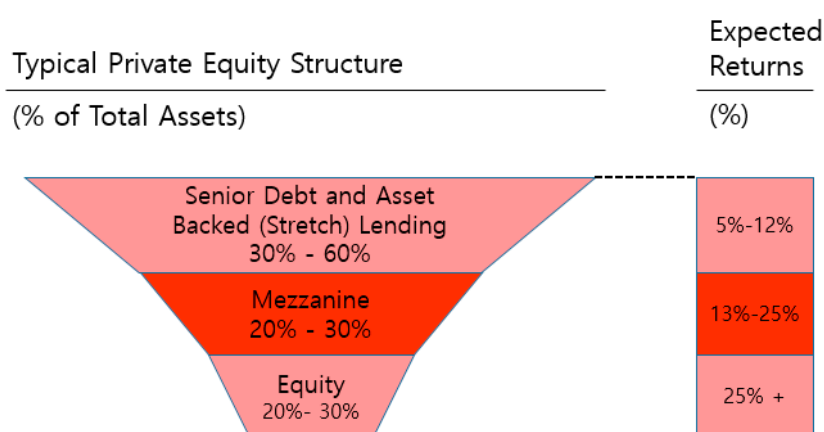 Typical Private Equity Structure
(% of Total Assets)
Expected
Returns
(%)
Senior Debt and Asset
Backed (Stretch) Lending
30% - 60%
5%-12%
Mezzanine
20% - 30%
13%-25%
Equity
20%- 30%
25% +